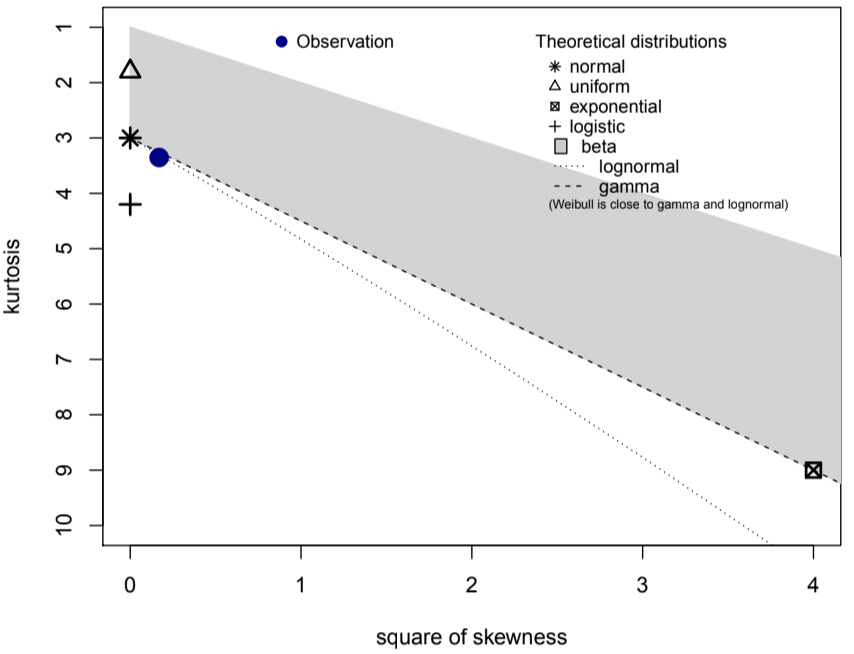 Observation
Theoretical distributions
normal
uniform
exponential
logistic
beta
lognormal
gamma
(Weibull is close to gamma and lognormal)
kurtosis
1
2
3
4
5
6
7
8
9
10
0 1 2 3 4
square of skewness